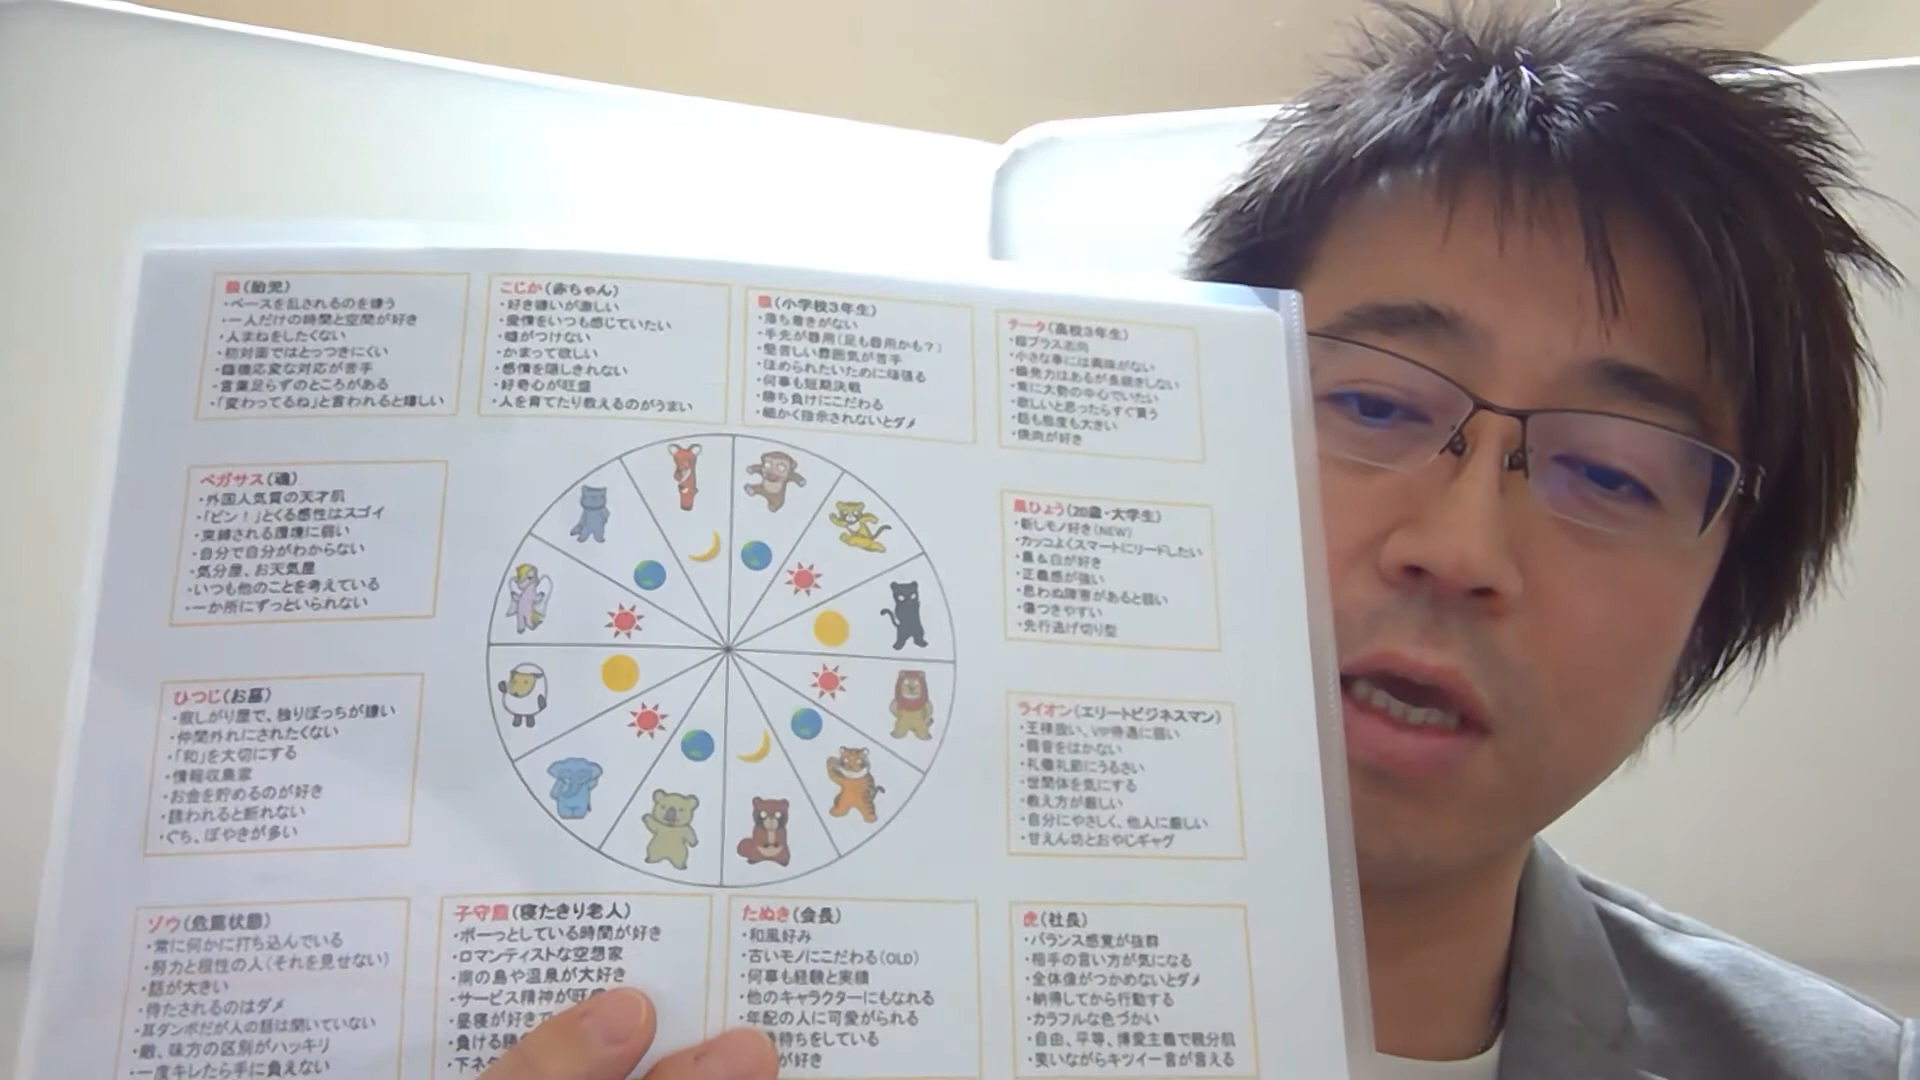 狼(胎児)
・ペースを乱されるのを嫌う
・一人だけの時間と空間が好き
・人まねをしたくない
・初対面ではとっつきにくい
・臨機応変な対応が苦手
・言葉足らずのところがある
・「変わってるね」と言われると嬉しい
こじか(赤ちゃん)
・好き嫌いが激しい
・愛情をいつも感じていたい
・嘘がつけない
・かまって欲しい
・感情を隠しきれない
・好奇心が旺盛
・人を育てたり教えるのがうまい
猿(小学校3年生)
・落ち着きがない
・手先が器用(足も器用かも?)
・堅苦しい雰囲気が苦手
・ほめられたいために頑張る
・何事も短期決戦
・勝ち負けにこだわる
・細かく指示されないとダメ
チータ(高校3年生)
・超プラス志向
・小さな事には興味がない
・瞬発力はあるが長続きしない
・常に大勢の中心でいたい
・欲しいと思ったらすぐ買う
・話も態度も大きい
・焼肉が好き
ペガサス(魂)
・外国人気質の天才肌
・「ピン!」とくる感性はスゴイ
・束縛される環境に弱い
・自分で自分がわからない
・気分屋、お天気屋
・いつも他のことを考えている
・一か所にずっといられない
黒ひょう(20歳・大学生)
・新しモノ好き(NEW)
・カッコよくスマートにリードしたい
・黒&白が好き
・正義感が強い
・思わぬ障害があると弱い
・傷つきやすい
・先行逃げ切り型
ひつじ(お墓)
・寂しがり屋で、独りぼっちが嫌い
・仲間外れにされたくない
・「和」を大切にする
・情報収集家
・お金を貯めるのが好き
・誘われると断れない
・ぐち、ぼやきが多い
ライオン(エリートビジネスマン)
・王様扱い、VIP待遇に弱い
・弱音をはかない
・礼儀礼節にうるさい
・世間体を気にする
・教え方が厳しい
・自分にやさしく、他人に厳しい
・甘えん坊とおやじギャグ
ゾウ(危篤状態)
・常に何かに打ち込んでいる
・努力と根性の人(それを見せない)
・話が大きい
・待たされるのはダメ
・耳ダンボだが人の話は聞いていない
・敵、味方の区別がハッキリ
・一度キレたら手に負えない
子守熊(寝たきり老人)
・ボーっとしている時間が好き
・ロマンティストな空想家
・南の島や温泉が大好き
・サービス精神が旺
・昼寝が好きで
・負ける勝
・下ネタ
たぬき(会長)
・和風好み
・古いモノにこだわる(OLD)
・何事も経験と実績
・他のキャラクターにもなれる
・年配の人に可愛がられる
待ちをしている
が好き
虎(社長)
・バランス感覚が抜群
・相手の言い方が気になる
・全体像がつかめないとダメ
・納得してから行動する
・カラフルな色づかい
・自由、平等、博愛主義で親分肌
・笑いながらキツイ一言が言える